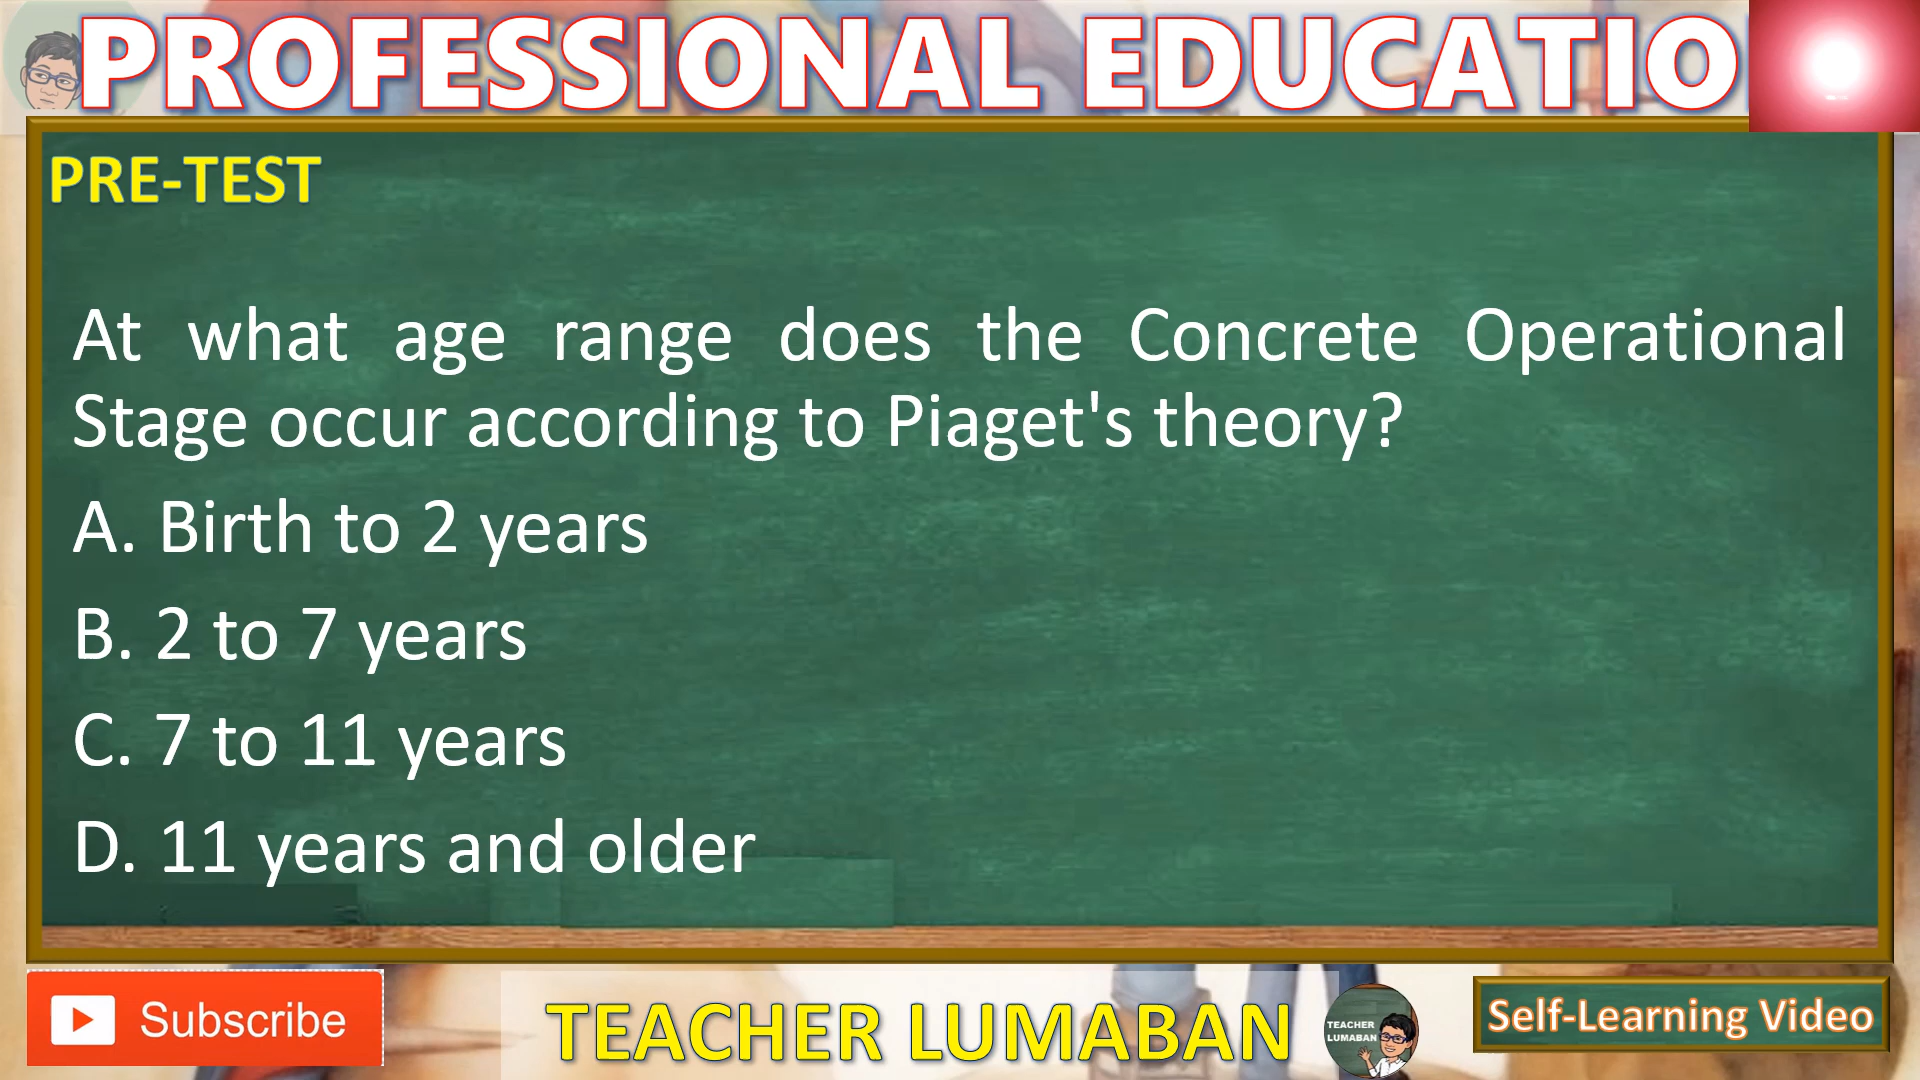 PROFESSIONAL EDUCATIO
PRE-TEST
At what age range does the Concrete Operational
Stage occur according to Piaget's theory?
A. Birth to 2 years
B. 2 to 7 years
C. 7 to 11 years
D. 11 years and older
Subscribe
TEACHER LUMABAN
TEACHER
LUMABAN
Self-Learning Video